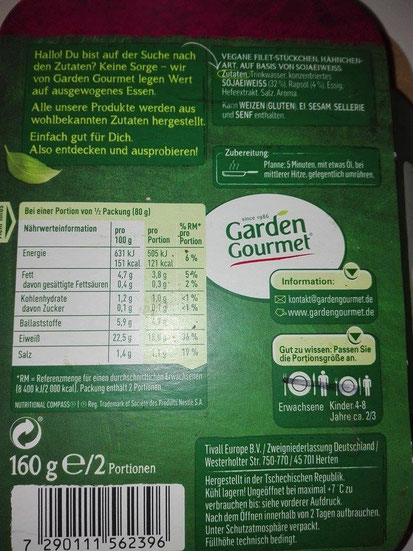 Hallo! Du bist auf der Suche nach
den Zutaten? Keine Sorge – wir
von Garden Gourmet legen Wert
auf ausgewogenes Essen.
Alle unsere Produkte werden aus
wohlbekannten Zutaten hergestellt.
Einfach gut für Dich.
Also entdecken und ausprobieren!
VEGANE FILET-STÜCKCHEN, HÄHNCHEN-
ART, AUF BASIS VON SOJAEIWEISS.
Zutaten: Trinkwasser, konzentriertes
SOJAEIWEISS (32 %), Rapsöl (4 %), Essig,
Hefeextrakt, Salz, Aroma.
Kann WEIZEN (GLUTEN), EI, SESAM, SELLERIE
und SENF enthalten.
Zubereitung:
Pfanne: 5 Minuten, mit etwas Öl, bei
mittlerer Hitze, gelegentlich umrühren.
Bei einer Portion von ½ Packung (80 g)
Nährwerteinformation pro 100 g pro Portion % RM* pro Portion
Energie 631 kJ 505 kJ
151 kcal 121 kcal 6 %
Fett 4,7 g 3,8 g 5 %
davon gesättigte Fettsäuren 0,4 g 0,3 g 2 %
Kohlenhydrate 1,2 g 1,0 g <1 %
davon Zucker 0,1 g 0,1 g <1 %
Ballaststoffe 5,9 g
Eiweiß 22,5 g 36 %
Salz 1,4 g 19 %
*RM = Referenzmenge für einen durchschnittlichen Erwachsenen
(8 400 kJ/2 000 kcal). Packung enthält 2 Portionen.
NUTRITIONAL COMPASS® | ® Reg. Trademark of Société des Produits Nestlé S.A.
since 1986
Garden
Gourmet®
Information:
kontakt@gardengourmet.de
www.gardengourmet.de
Gut zu wissen: Passen Sie
die Portionsgröße an.
Erwachsene Kinder 4-8
Jahre ca. 2/3
160 g e/2 Portionen
7 290111 562396
Tivall Europe B.V. / Zweigniederlassung Deutschland /
Westerholter Str. 750-770 / 45 701 Herten
Hergestellt in der Tschechischen Republik.
Kühl lagern! Ungeöffnet bei maximal +7 °C zu
verbrauchen bis: siehe vorderer Aufdruck.
Nach dem Öffnen innerhalb von 2 Tagen aufbrauchen.
Unter Schutzatmosphäre verpackt.
Füllhöhe technisch bedingt.